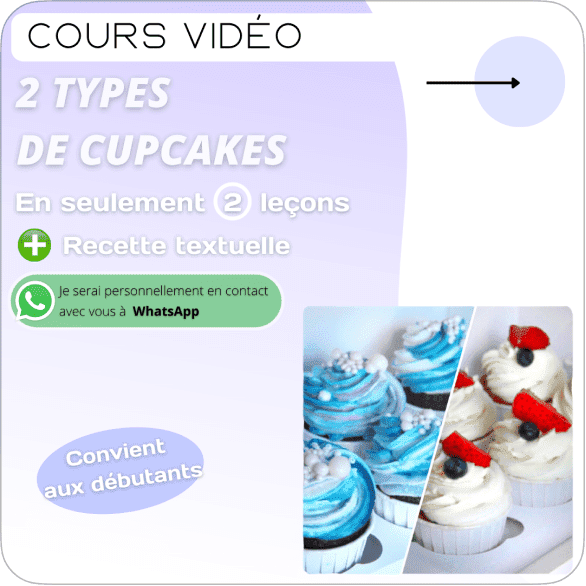 COURS VIDÉO
2 TYPES
DE CUPCAKES
En seulement 2 leçons
Recette textuelle
Je serai personnellement en contact
avec vous à WhatsApp
Convient
aux débutants